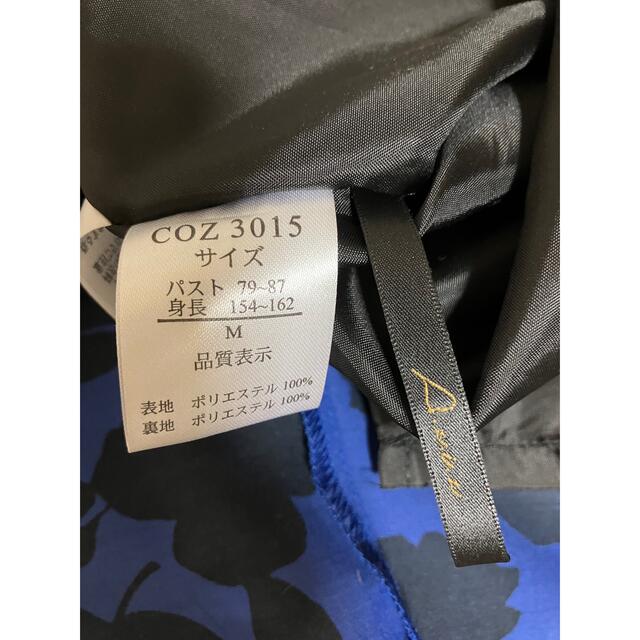 COZ 3015
サイズ
パスト 79~87
身長 154~162
M
品質表示
表地 ポリエステル 100%
裏地 ポリエステル 100%